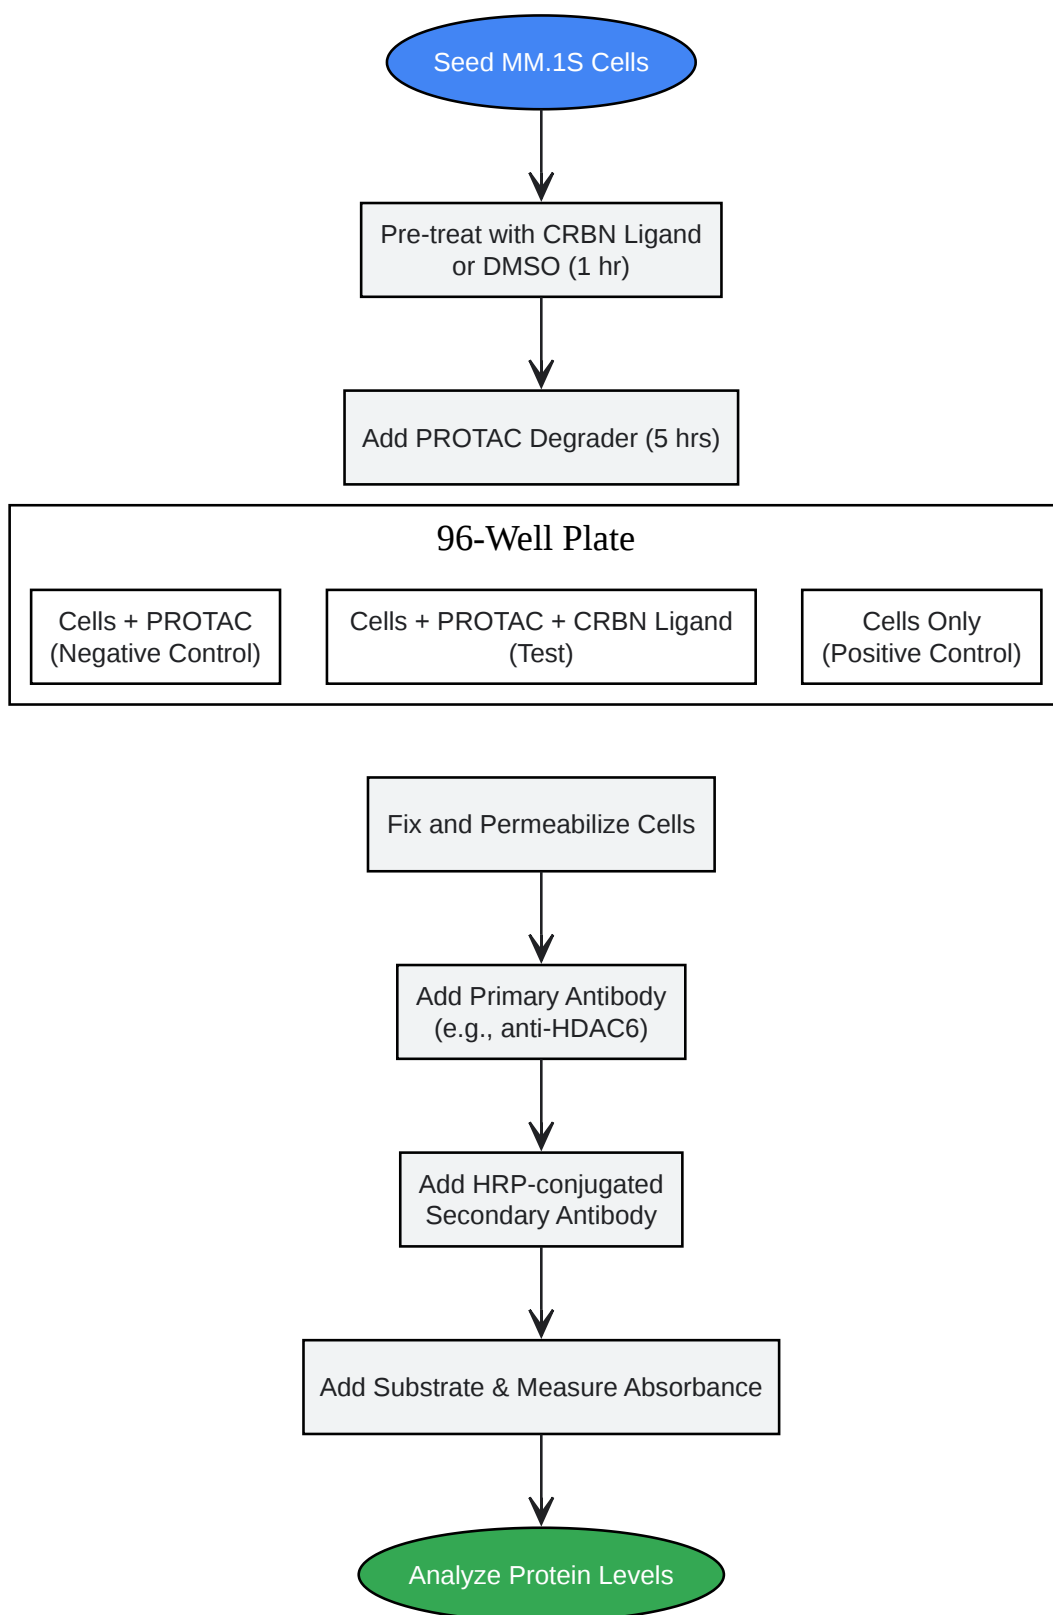 Seed MM.1S Cells
Pre-treat with CRBN Ligand
or DMSO (1 hr)
Add PROTAC Degrader (5 hrs)
96-Well Plate
Cells + PROTAC
(Negative Control)
Cells + PROTAC + CRBN Ligand
(Test)
Cells Only
(Positive Control)
Fix and Permeabilize Cells
Add Primary Antibody
(e.g., anti-HDAC6)
Add HRP-conjugated
Secondary Antibody
Add Substrate & Measure Absorbance
Analyze Protein Levels